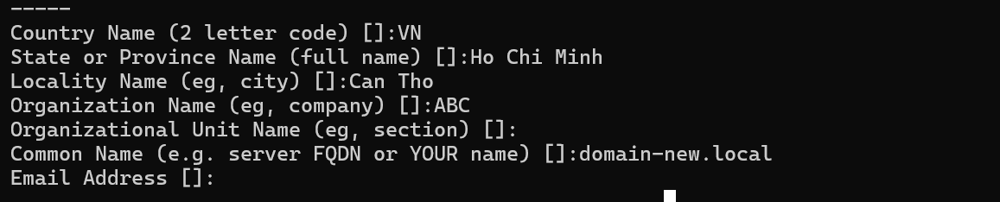 -----
Country Name (2 letter code) []:VN
State or Province Name (full name) []:Ho Chi Minh
Locality Name (eg, city) []:Can Tho
Organization Name (eg, company) []:ABC
Organizational Unit Name (eg, section) []:
Common Name (e.g. server FQDN or YOUR name) []:domain-new.local
Email Address []: